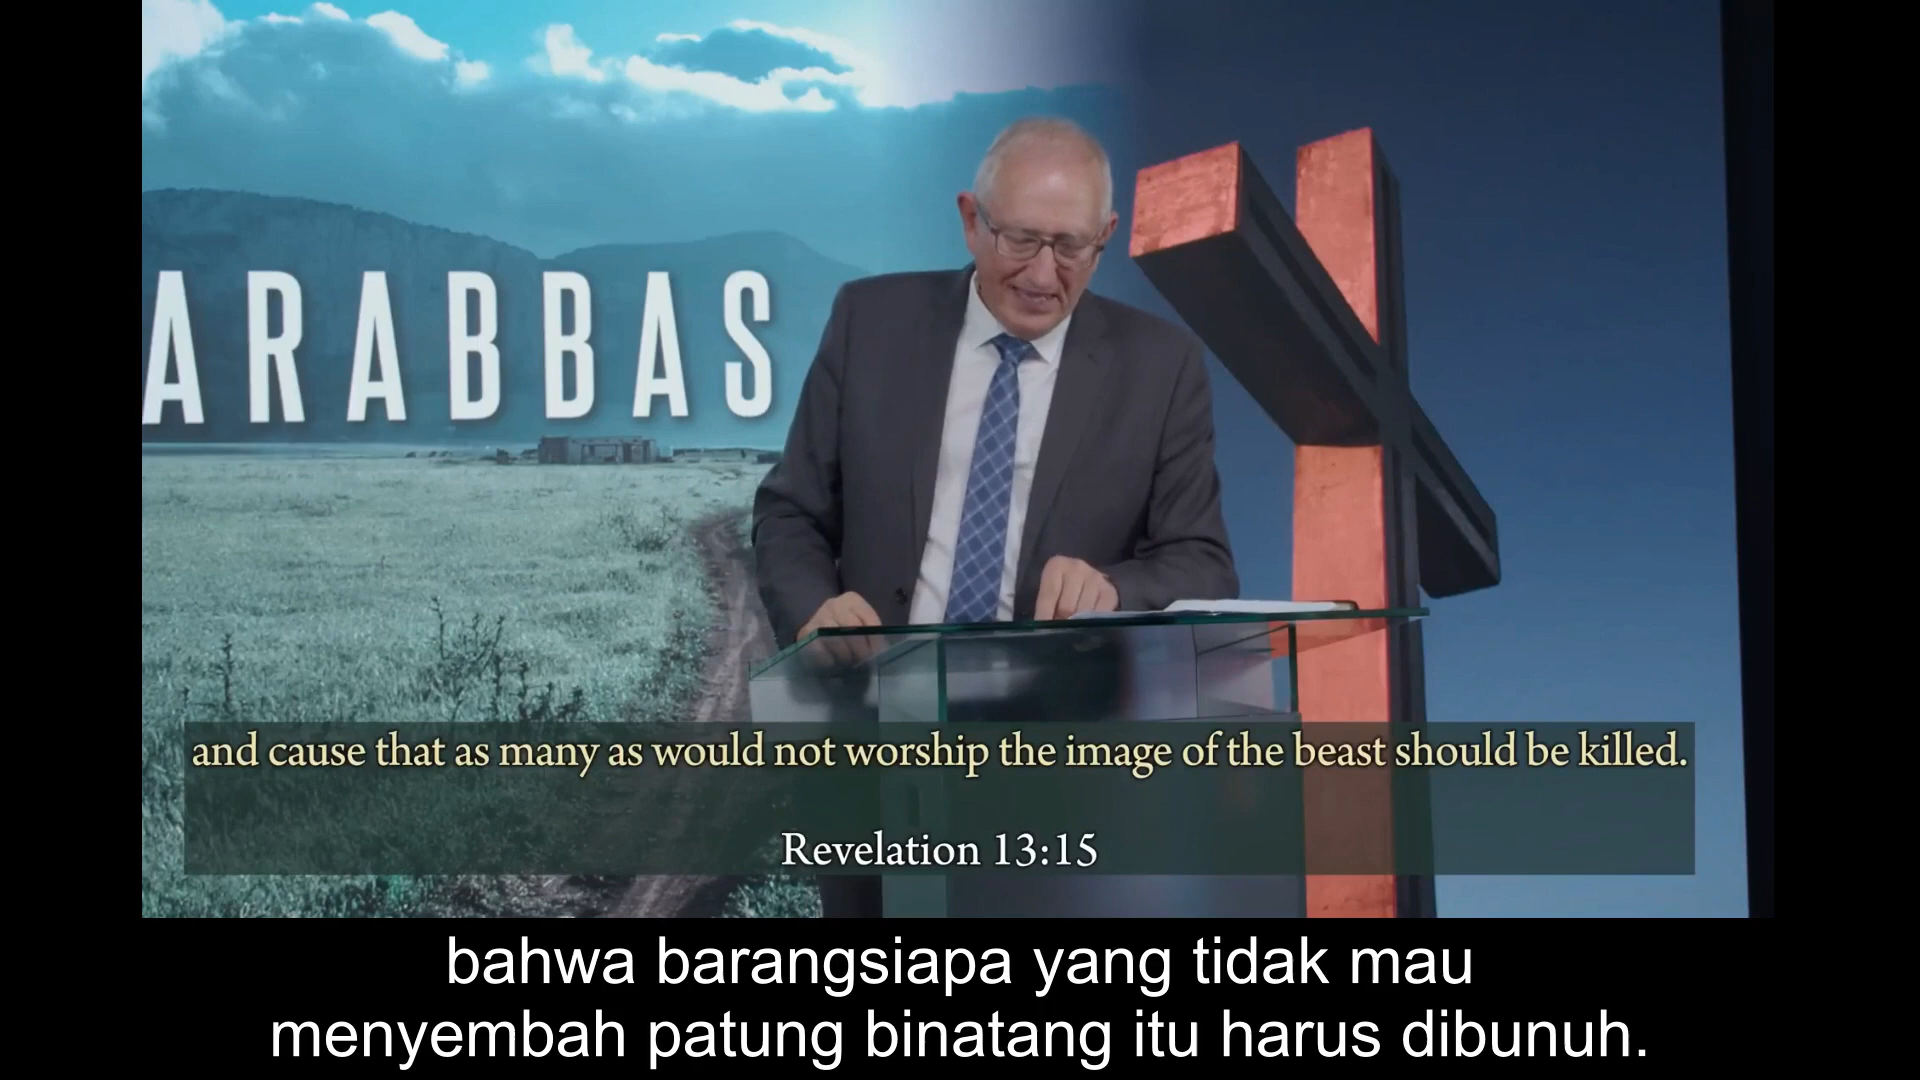 ARABBAS
and cause that as many as would not worship the image of the beast should be killed.
Revelation 13:15
bahwa barangsiapa yang tidak mau
menyembah patung binatang itu harus dibunuh.